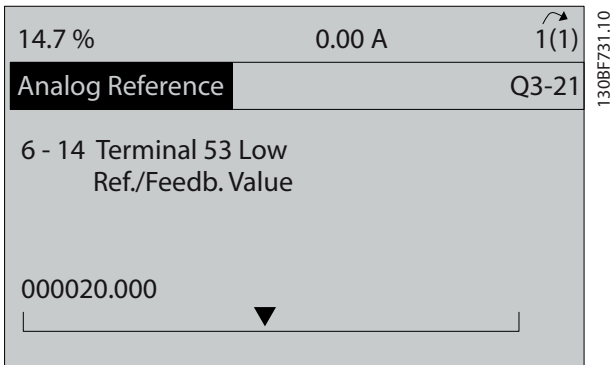 14.7 % 0.00 A 1(1)
Analog Reference Q3-21
6 - 14 Terminal 53 Low
Ref./Feedb. Value
000020.000
130BF731.10